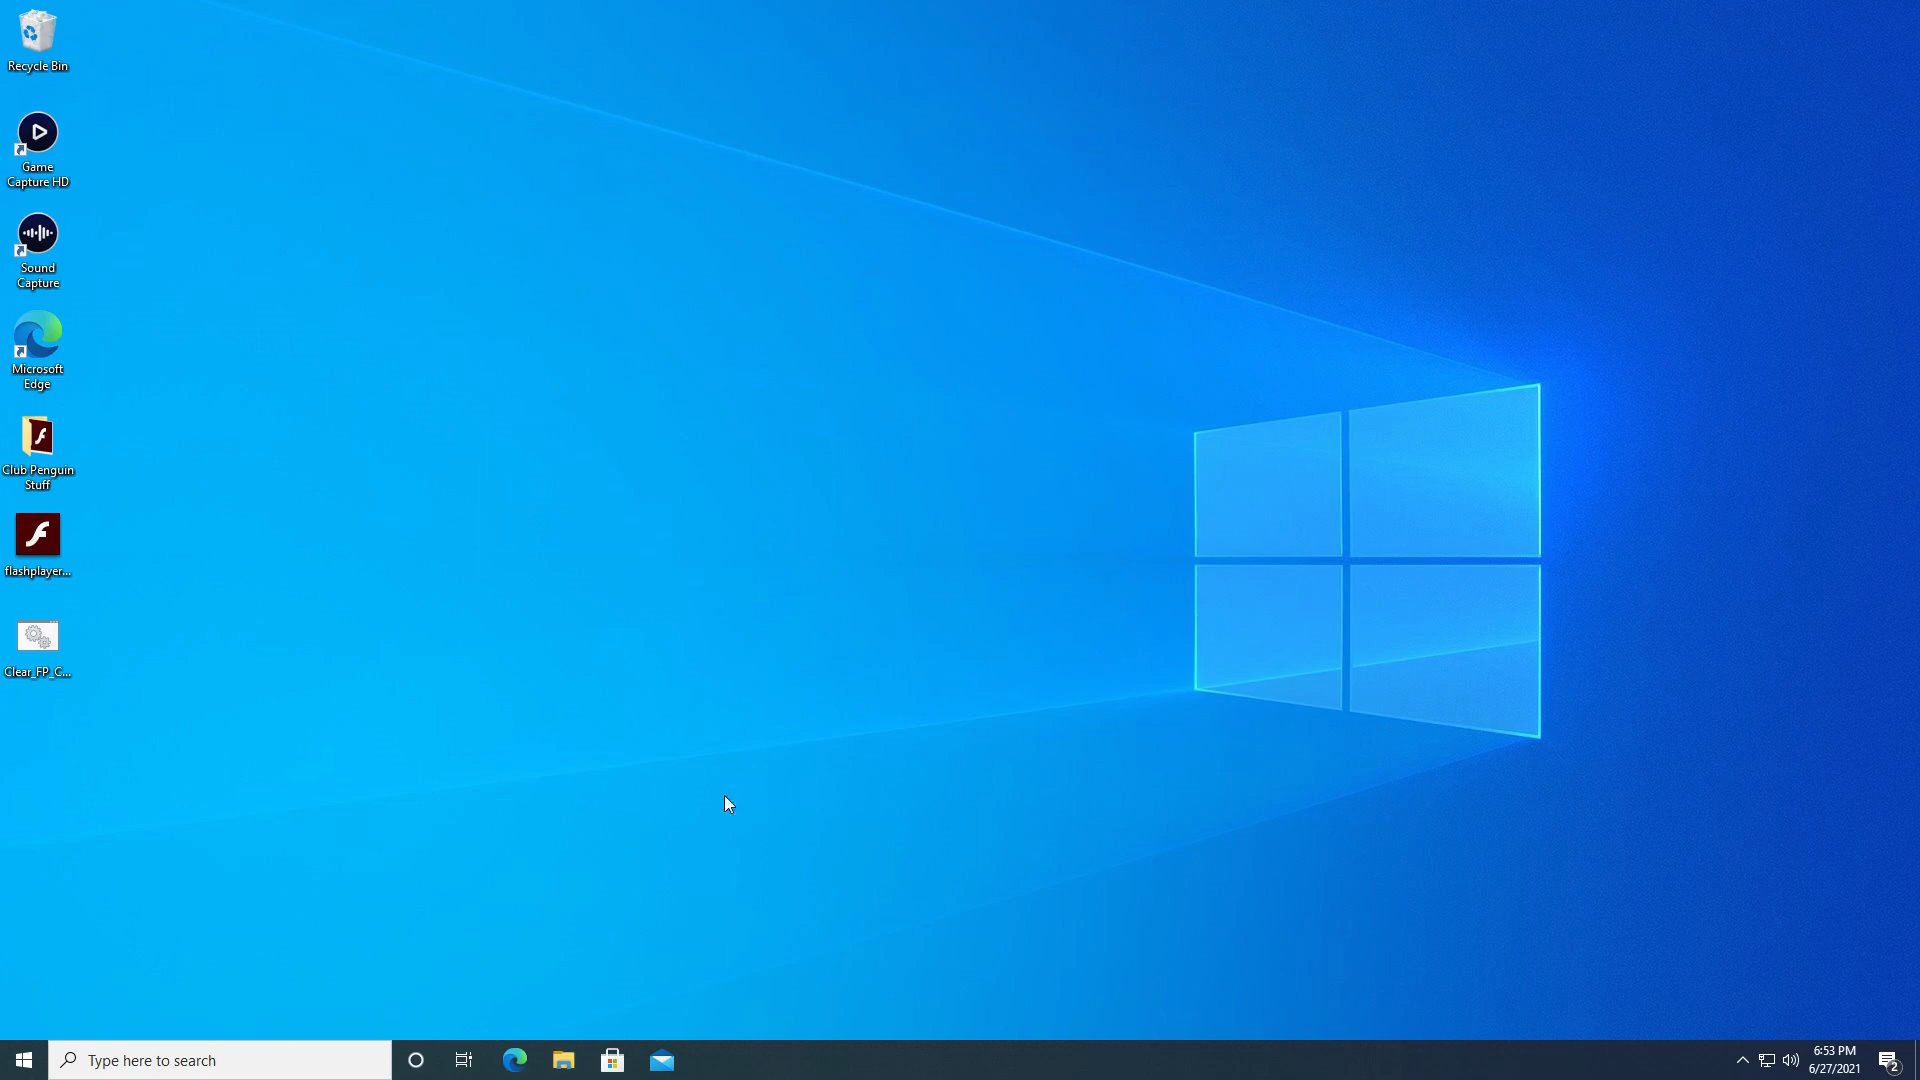 Recycle Bin
Game
Capture HD
Sound
Capture
Microsoft
Edge
Club Penguin
Stuff
flashplayer...
Clear_FP_C...
Type here to search
6:53 PM
6/27/2021
2